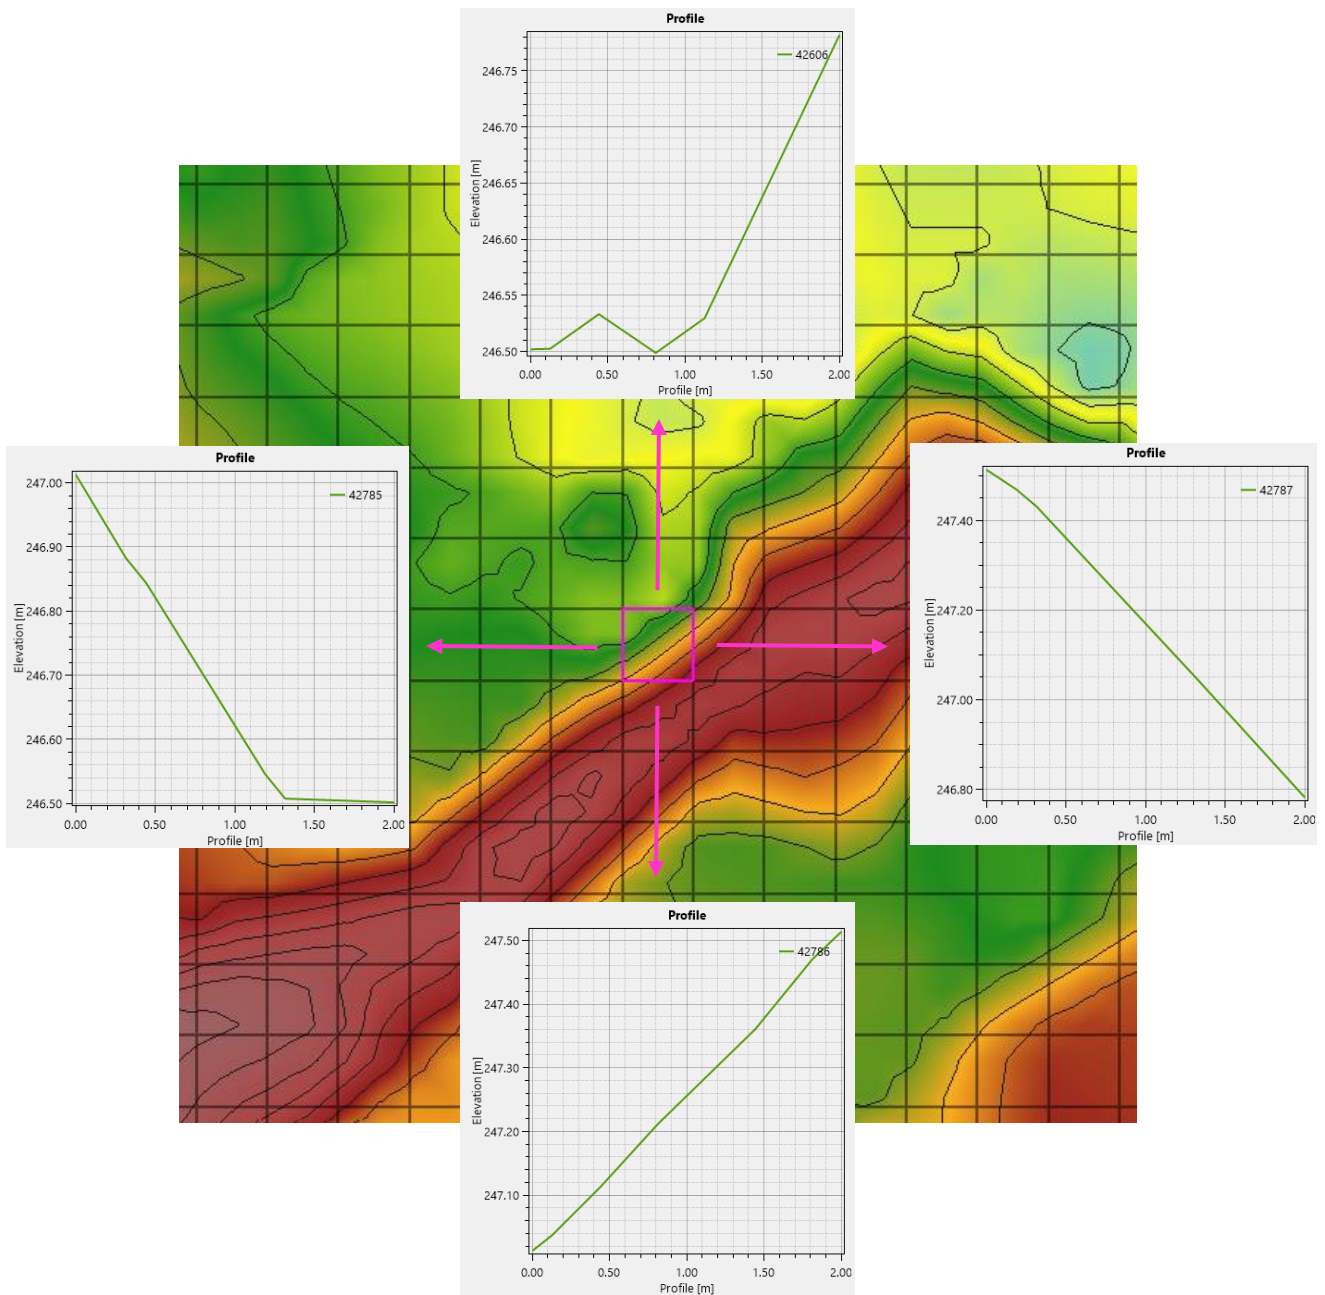 Profile
42606
246.75
246.70
246.65
246.60
246.55
246.50
Elevation [m]
0.00 0.50 1.00 1.50 2.00
Profile [m]
Profile
42785
247.00
246.90
246.80
246.70
246.60
246.50
Elevation [m]
0.00 0.50 1.00 1.50 2.00
Profile [m]
Profile
42787
247.40
247.20
247.00
246.80
Elevation [m]
0.00 0.50 1.00 1.50 2.00
Profile [m]
Profile
42786
247.50
247.40
247.30
247.20
247.10
Elevation [m]
0.00 0.50 1.00 1.50 2.00
Profile [m]